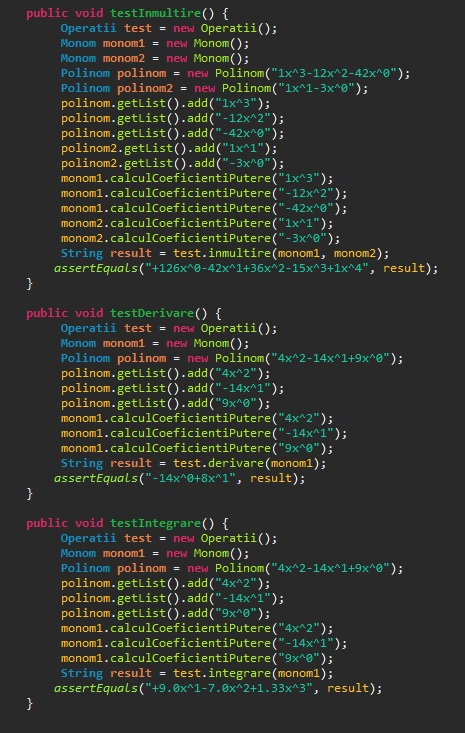 public void testInmultire() {
Operatii test = new Operatii();
Monom monom1 = new Monom();
Monom monom2 = new Monom();
Polinom polinom = new Polinom("1x^3-12x^2-42x^0");
Polinom polinom2 = new Polinom("1x^1-3x^0");
polinom.getList().add("1x^3");
polinom.getList().add("-12x^2");
polinom.getList().add("-42x^0");
polinom2.getList().add("1x^1");
polinom2.getList().add("-3x^0");
monom1.calculCoeficientiPutere("1x^3");
monom1.calculCoeficientiPutere("-12x^2");
monom1.calculCoeficientiPutere("-42x^0");
monom2.calculCoeficientiPutere("1x^1");
monom2.calculCoeficientiPutere("-3x^0");
String result = test.inmultire(monom1, monom2);
assertEquals("+126x^0-42x^1+36x^2-15x^3+1x^4", result);
}
public void testDerivare() {
Operatii test = new Operatii();
Monom monom1 = new Monom();
Polinom polinom = new Polinom("4x^2-14x^1+9x^0");
polinom.getList().add("4x^2");
polinom.getList().add("-14x^1");
polinom.getList().add("9x^0");
monom1.calculCoeficientiPutere("4x^2");
monom1.calculCoeficientiPutere("-14x^1");
monom1.calculCoeficientiPutere("9x^0");
String result = test.derivare(monom1);
assertEquals("-14x^0+8x^1", result);
}
public void testIntegrare() {
Operatii test = new Operatii();
Monom monom1 = new Monom();
Polinom polinom = new Polinom("4x^2-14x^1+9x^0");
polinom.getList().add("4x^2");
polinom.getList().add("-14x^1");
polinom.getList().add("9x^0");
monom1.calculCoeficientiPutere("4x^2");
monom1.calculCoeficientiPutere("-14x^1");
monom1.calculCoeficientiPutere("9x^0");
String result = test.integrare(monom1);
assertEquals("+9.0x^1-7.0x^2+1.33x^3", result);
}